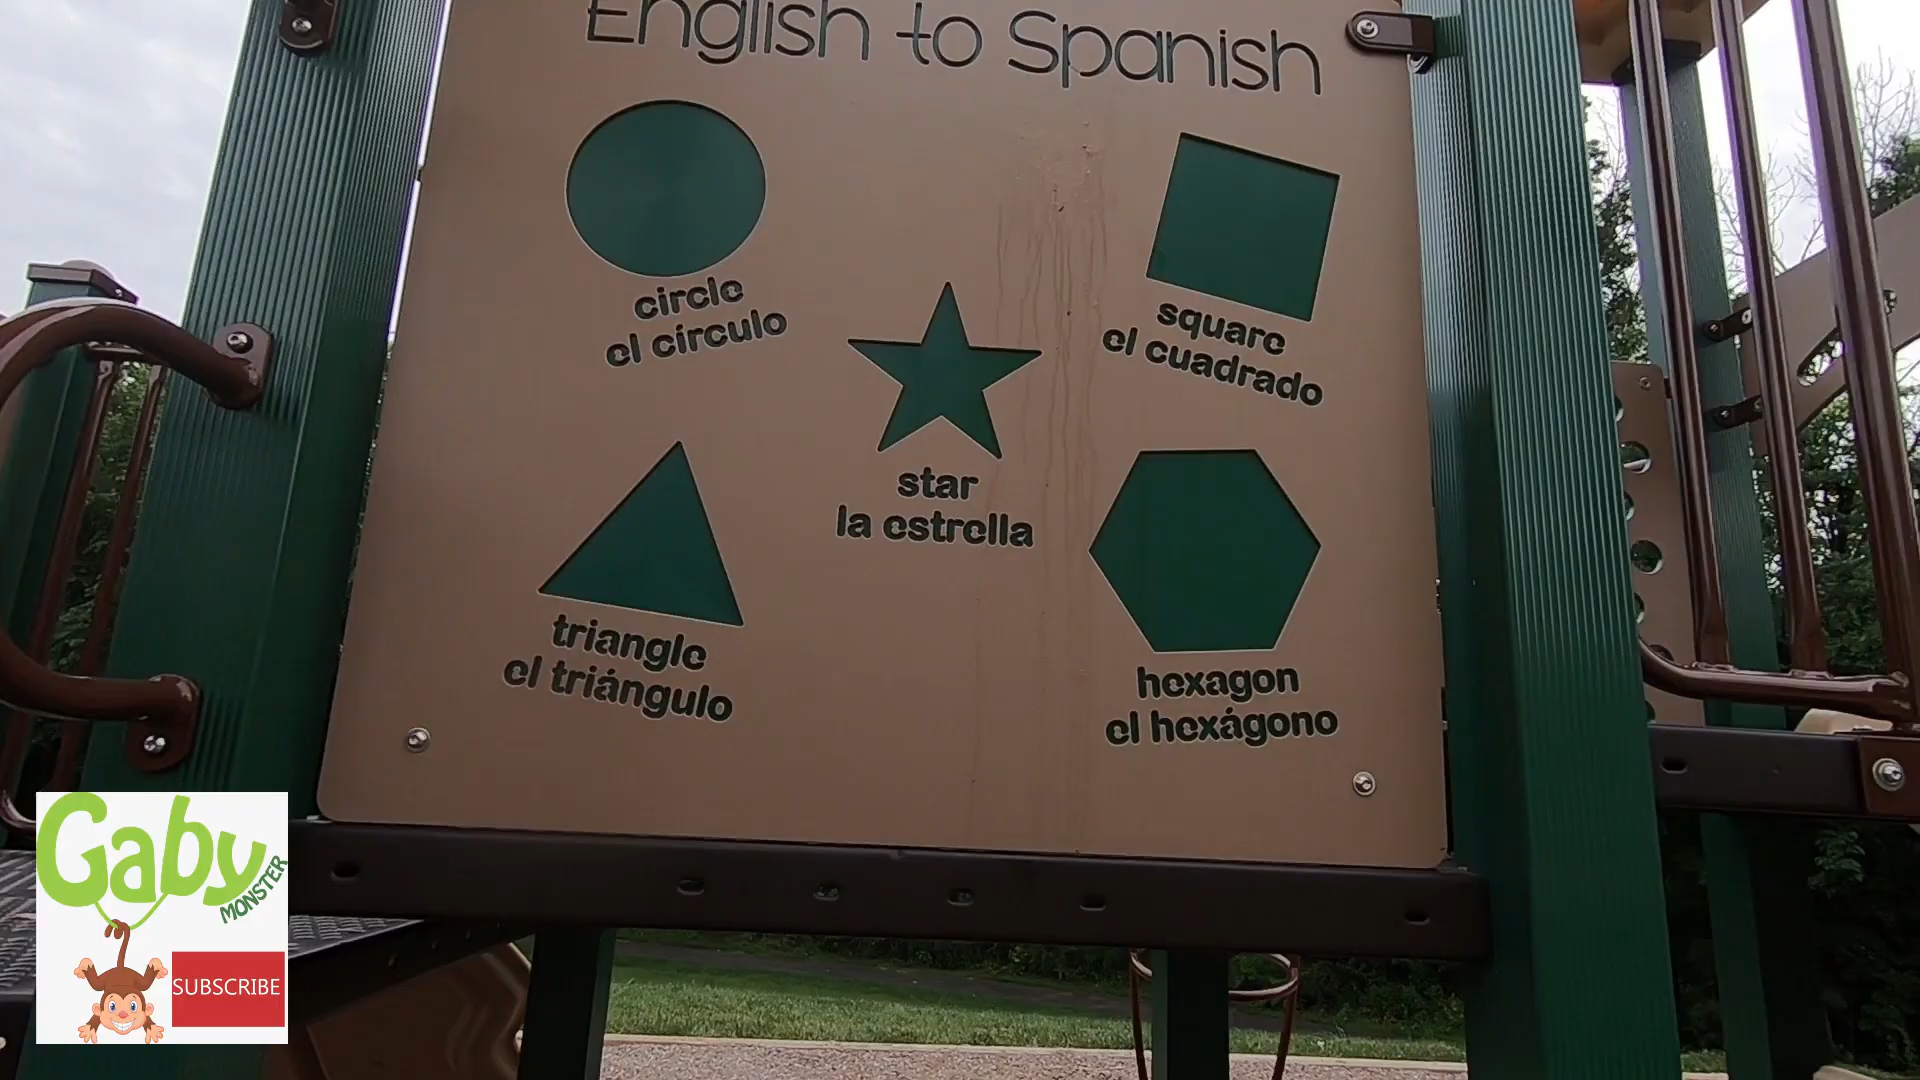 English to Spanish
circle
el círculo
square
el cuadrado
star
la estrella
triangle
el triángulo
hexagon
el hexágono
Gaby
MONSTER
SUBSCRIBE